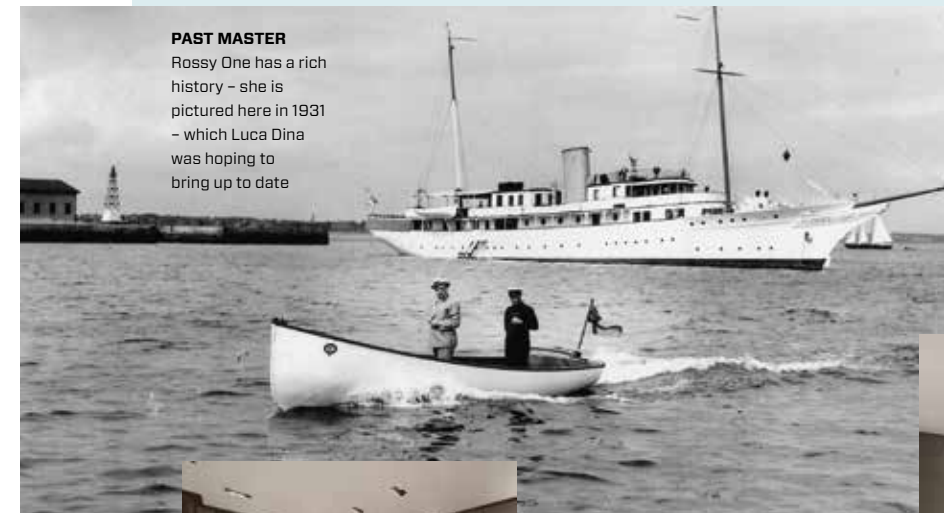 PAST MASTER
Rossy One has a rich
history – she is
pictured here in 1931
– which Luca Dina
was hoping to
bring up to date